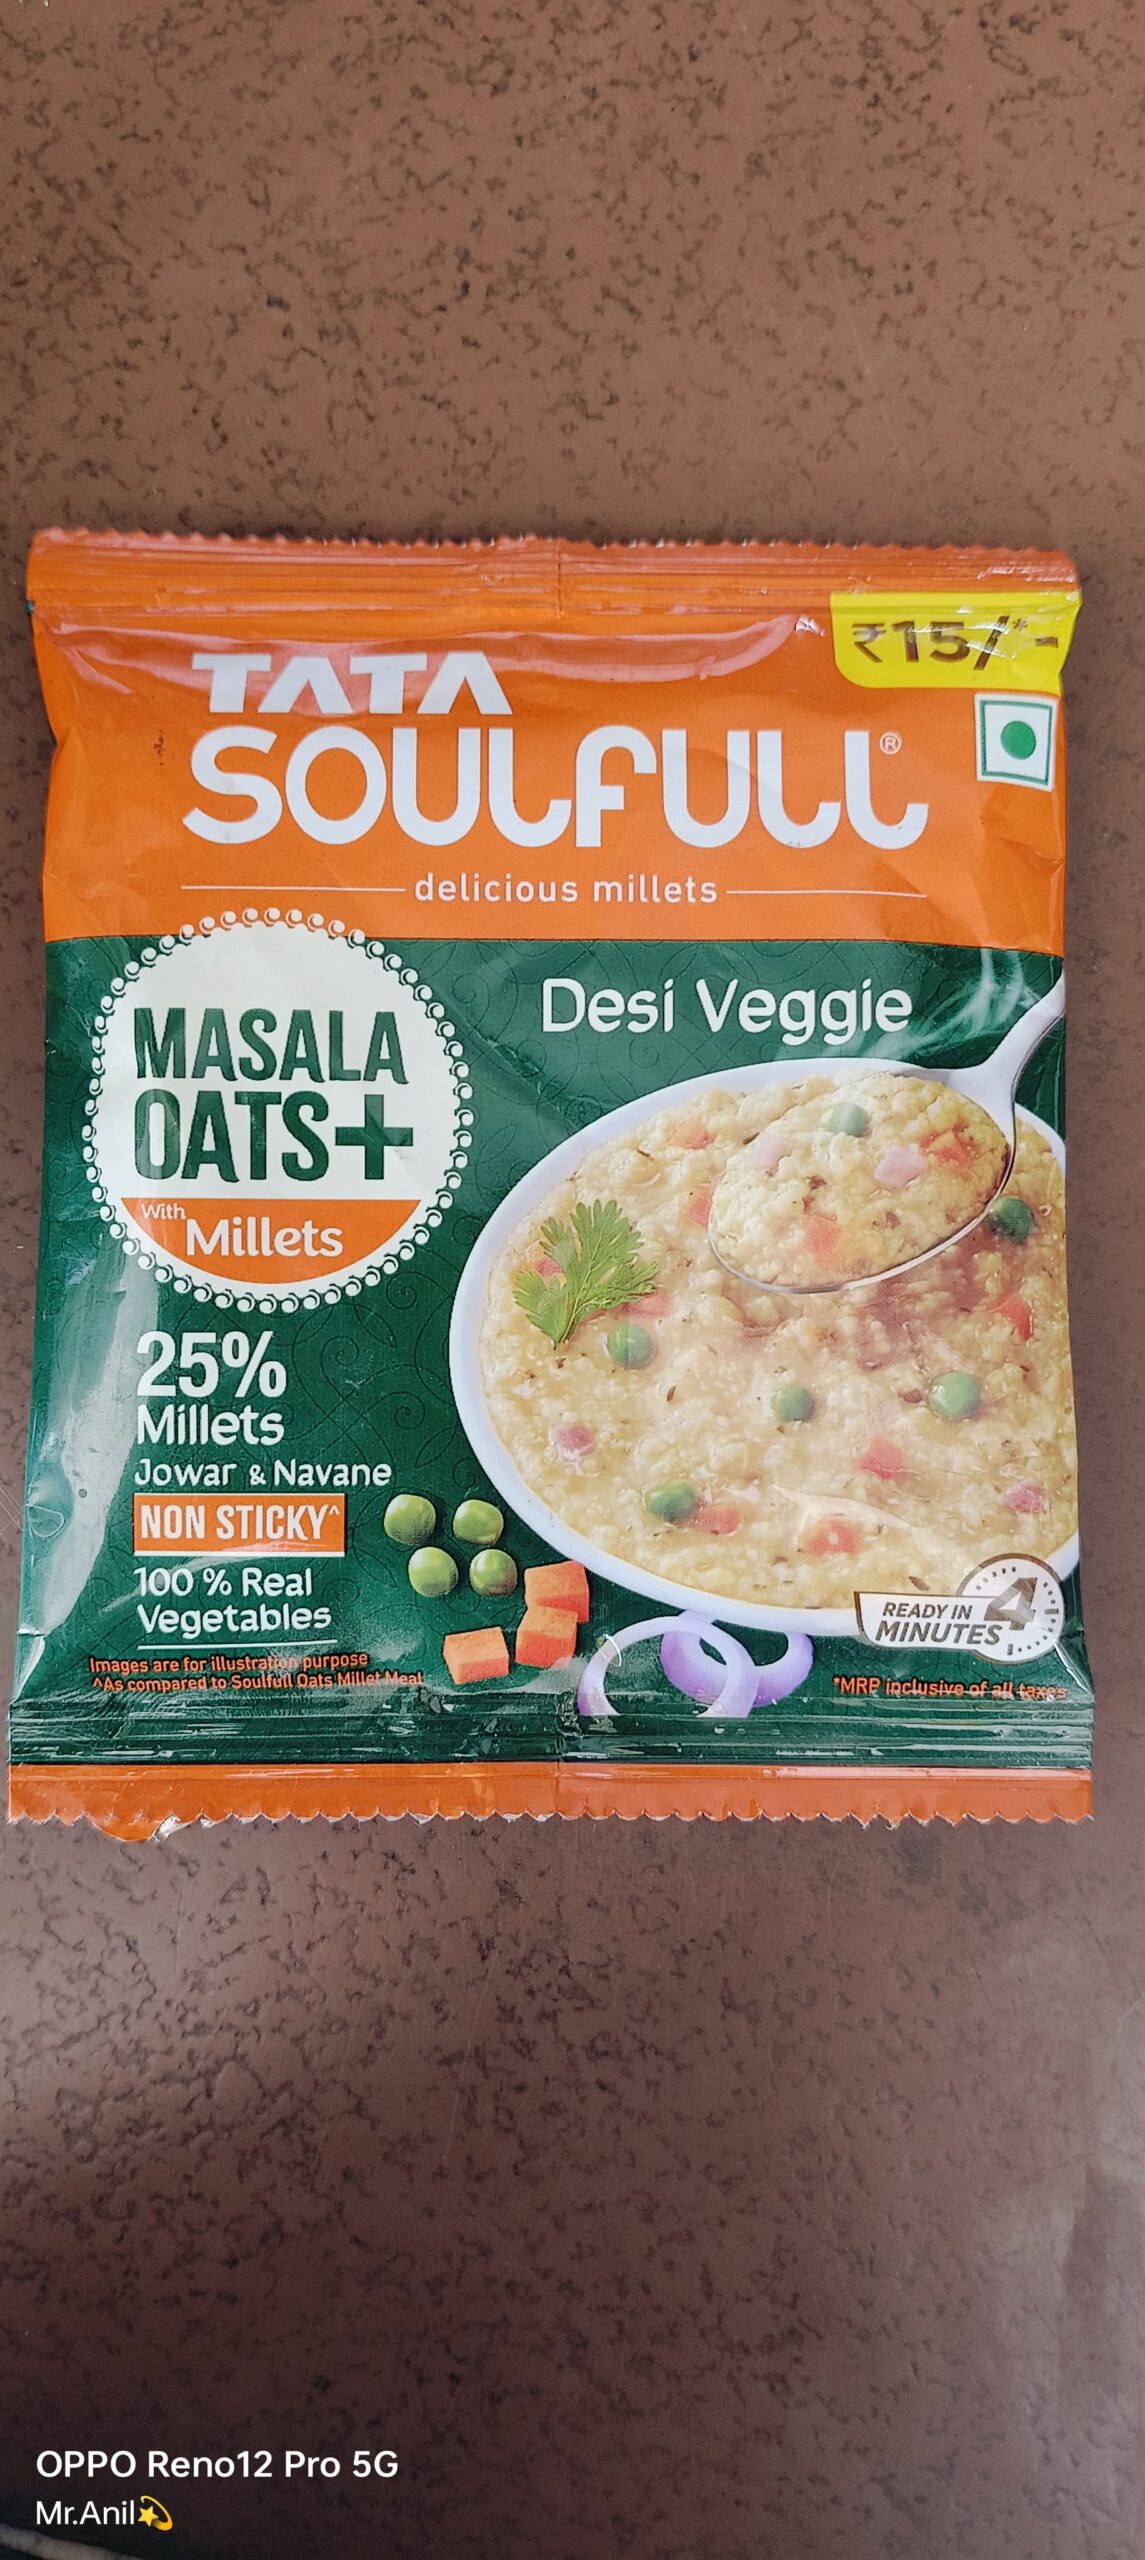 ₹15/-*
TATA
SOULFULL®
delicious millets
MASALA
OATS+
With Millets
Desi Veggie
25%
Millets
Jowar & Navane
NON STICKY^
100 % Real
Vegetables
Images are for illustration purpose
^As compared to Soulfull Oats Millet Meal
READY IN 4
MINUTES
*MRP inclusive of all taxes
OPPO Reno12 Pro 5G
Mr.Anil💫